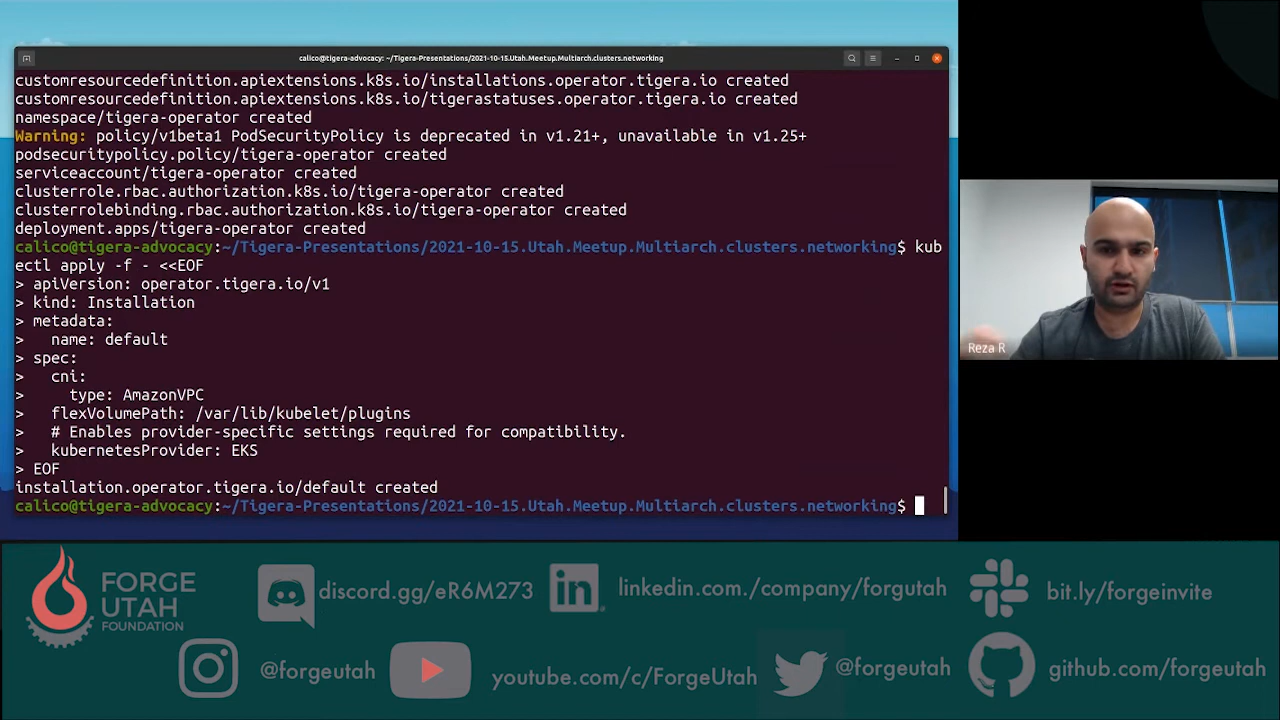 calico@tigera-advocacy: ~/Tigera-Presentations/2021-10-15.Utah.Meetup.Multiarch.clusters.networking
customresourcedefinition.apiextensions.k8s.io/installations.operator.tigera.io created
customresourcedefinition.apiextensions.k8s.io/tigerastatuses.operator.tigera.io created
namespace/tigera-operator created
Warning: policy/v1beta1 PodSecurityPolicy is deprecated in v1.21+, unavailable in v1.25+
podsecuritypolicy.policy/tigera-operator created
serviceaccount/tigera-operator created
clusterrole.rbac.authorization.k8s.io/tigera-operator created
clusterrolebinding.rbac.authorization.k8s.io/tigera-operator created
deployment.apps/tigera-operator created
calico@tigera-advocacy:~/Tigera-Presentations/2021-10-15.Utah.Meetup.Multiarch.clusters.networking$ kub
ectl apply -f - <<EOF
> apiVersion: operator.tigera.io/v1
> kind: Installation
> metadata:
>   name: default
> spec:
>   cni:
>     type: AmazonVPC
>   flexVolumePath: /var/lib/kubelet/plugins
>   # Enables provider-specific settings required for compatibility.
>   kubernetesProvider: EKS
> EOF
installation.operator.tigera.io/default created
calico@tigera-advocacy:~/Tigera-Presentations/2021-10-15.Utah.Meetup.Multiarch.clusters.networking$
Reza R
FORGE
UTAH
FOUNDATION
discord.gg/eR6M273
linkedin.com./company/forgutah
bit.ly/forgeinvite
@forgeutah
youtube.com/c/ForgeUtah
@forgeutah
github.com/forgeutah